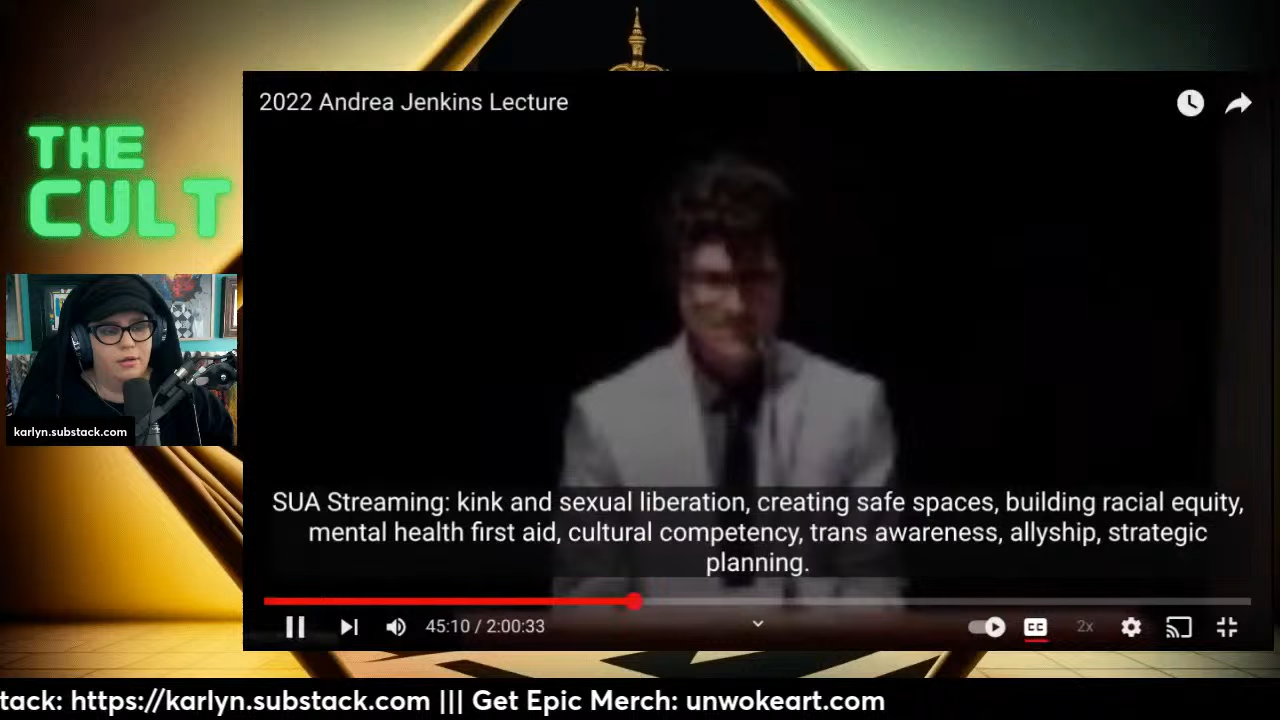 2022 Andrea Jenkins Lecture
THE
CULT
karlyn.substack.com
SUA Streaming: kink and sexual liberation, creating safe spaces, building racial equity,
mental health first aid, cultural competency, trans awareness, allyship, strategic
planning.
45:10 / 2:00:33
CC
2x
tack: https://karlyn.substack.com ||| Get Epic Merch: unwokeart.com